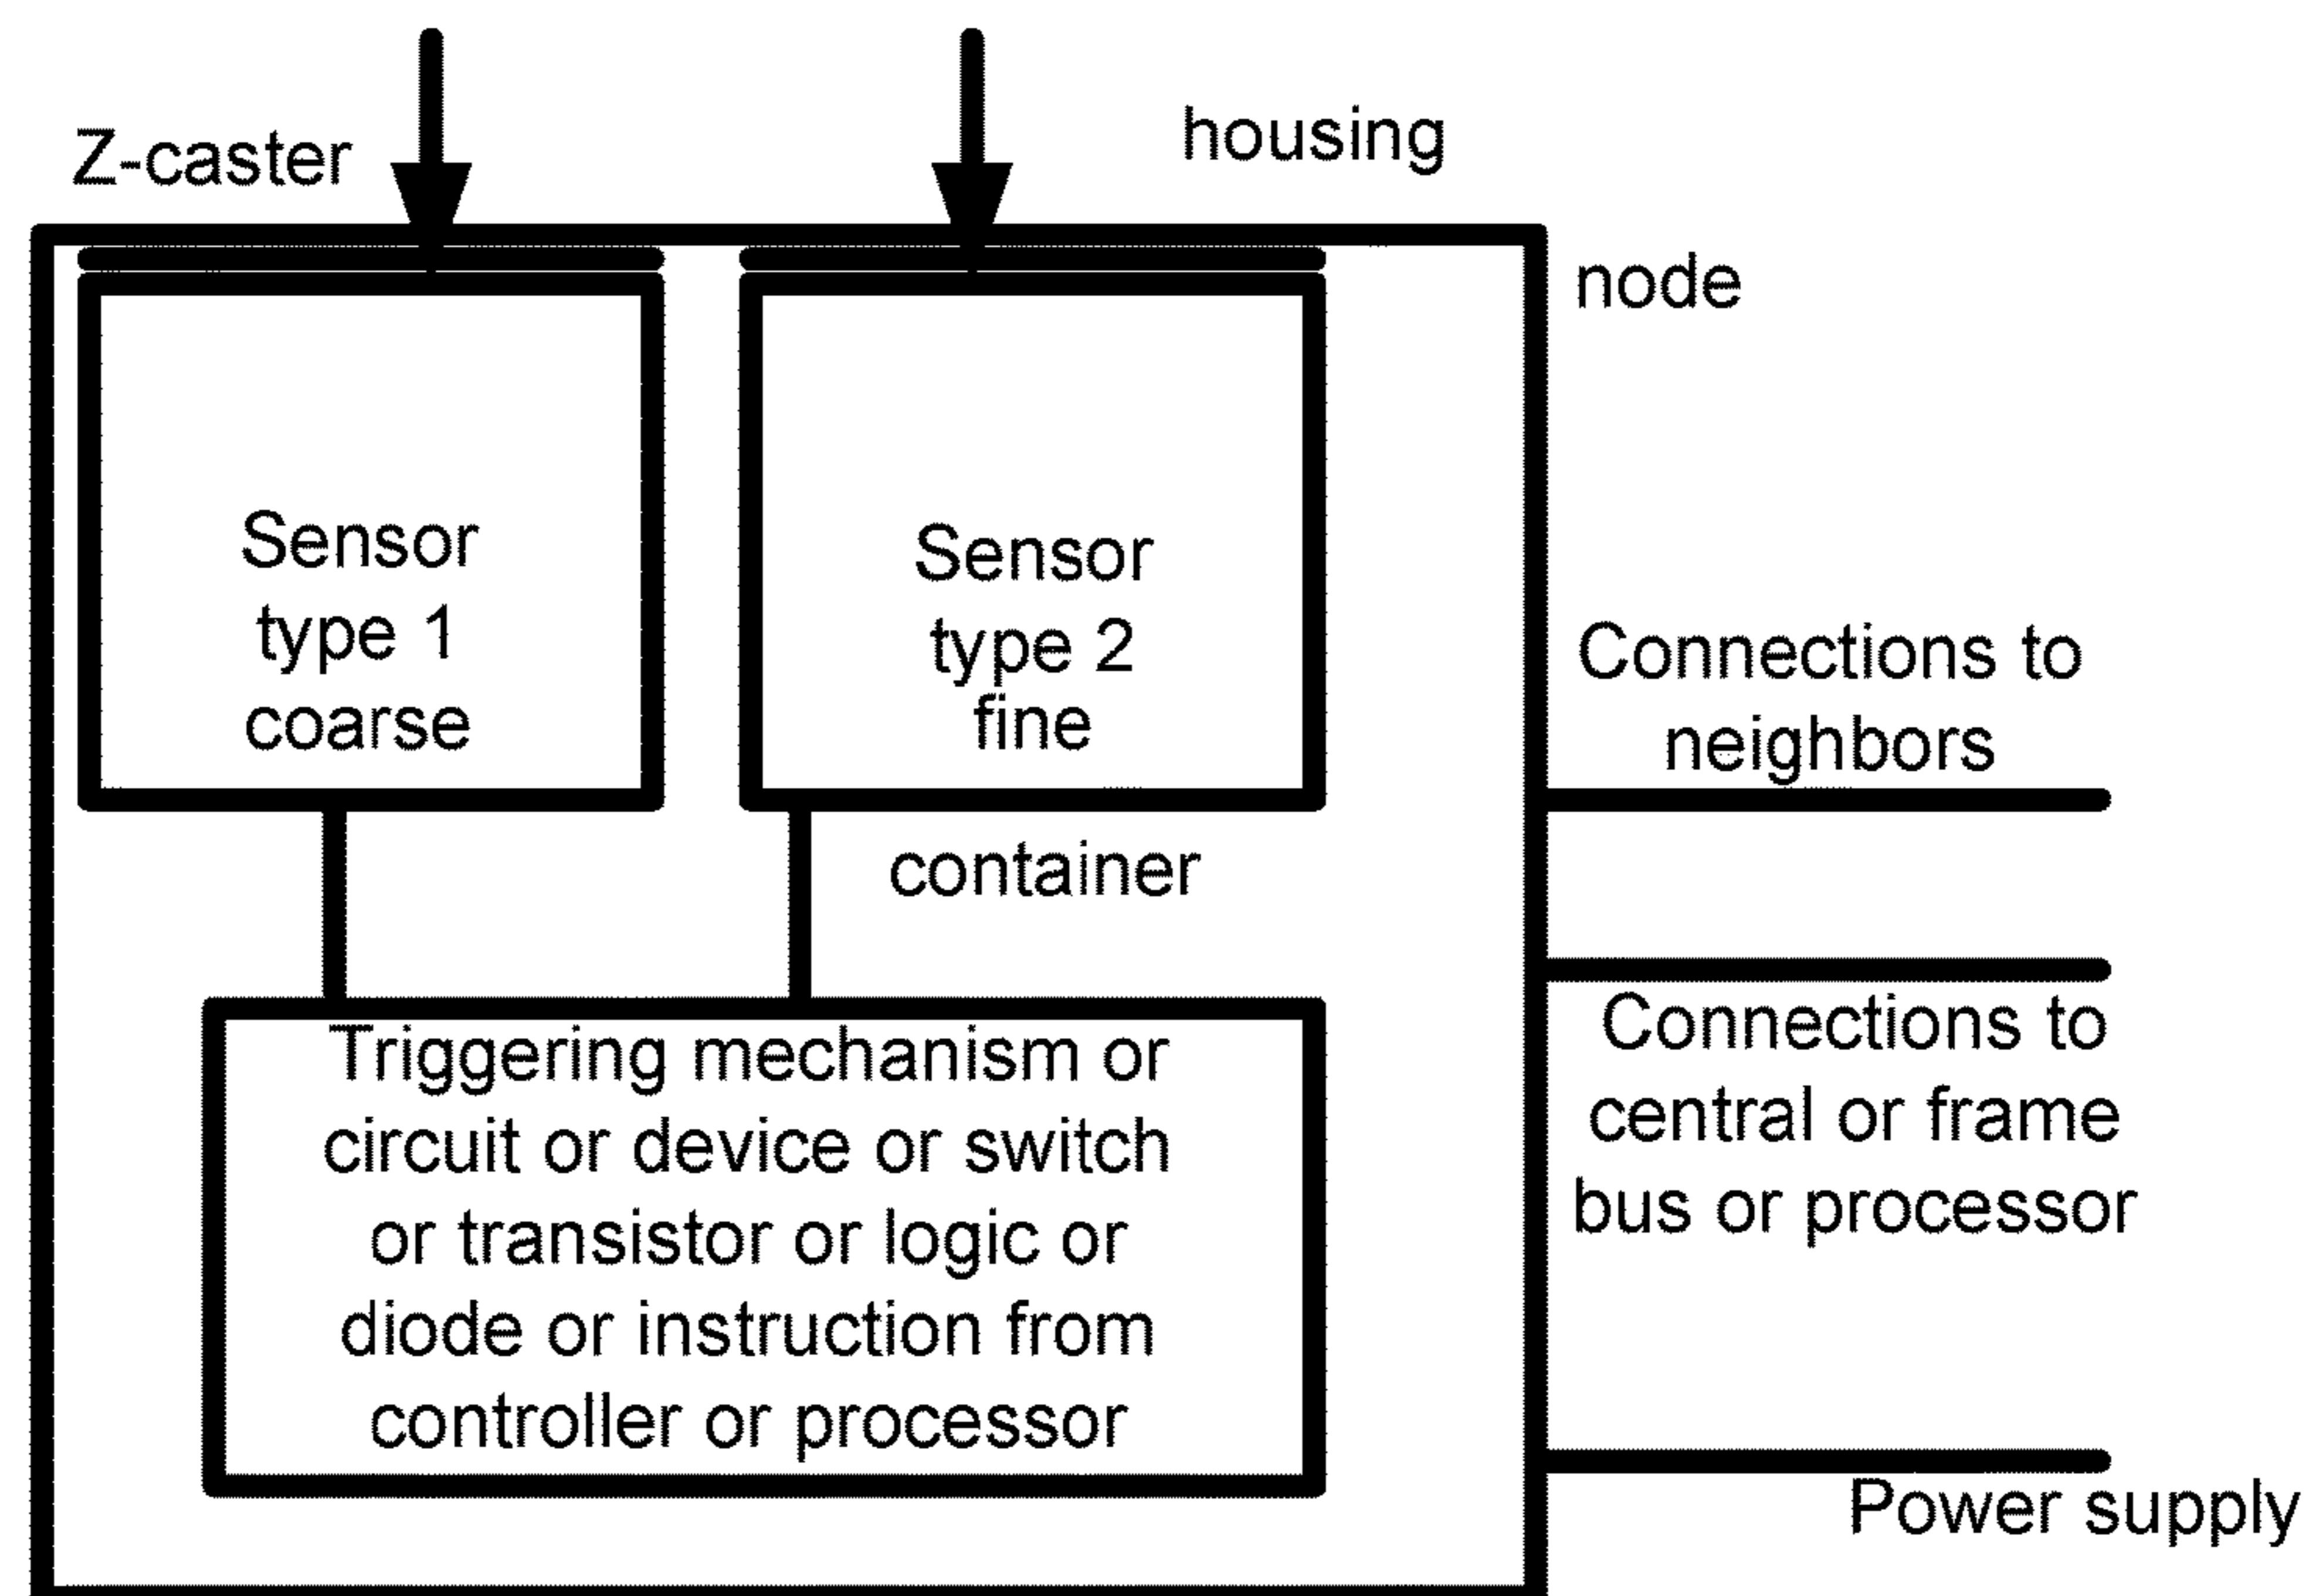 Z-caster
housing
node
Sensor
type 1
coarse
Sensor
type 2
fine
Connections to
neighbors
container
Connections to
central or frame
bus or processor
Triggering mechanism or
circuit or device or switch
or transistor or logic or
diode or instruction from
controller or processor
Power supply